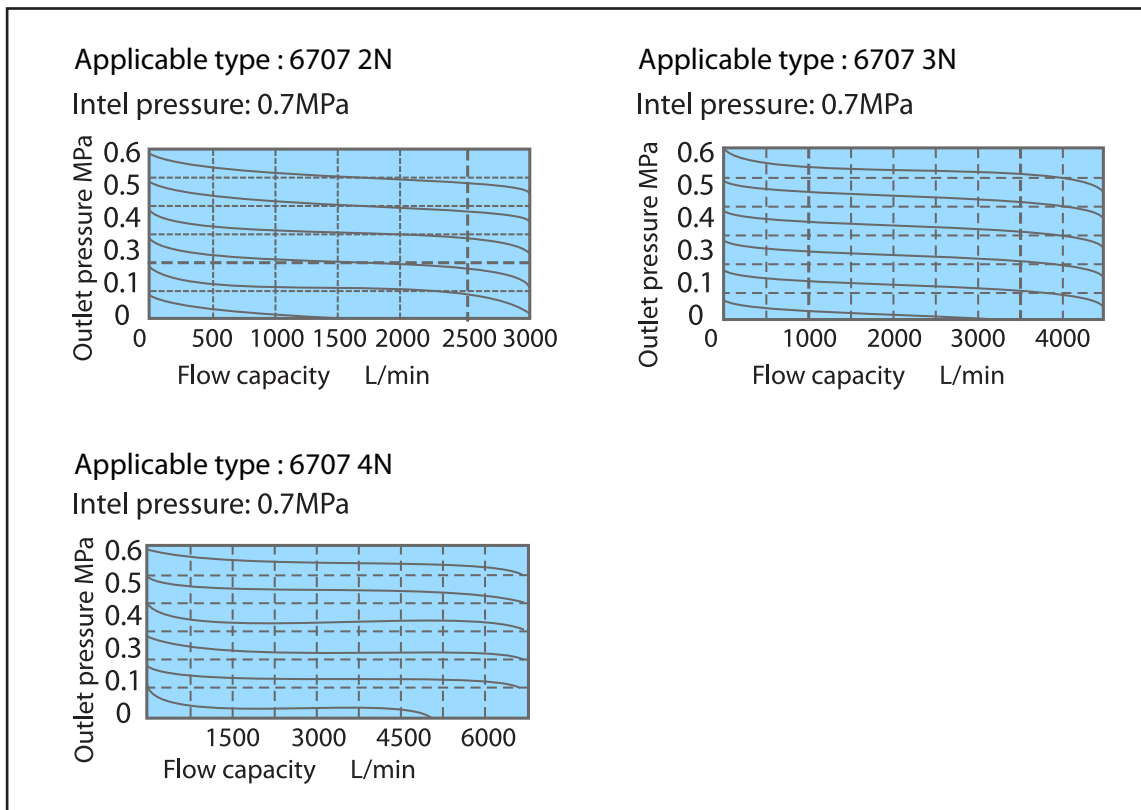 Applicable type : 6707 2N
Intel pressure: 0.7MPa
Outlet pressure MPa
0.6
0.5
0.4
0.3
0.1
0
0 500 1000 1500 2000 2500 3000
Flow capacity L/min
Applicable type : 6707 3N
Intel pressure: 0.7MPa
Outlet pressure MPa
0.6
0.5
0.4
0.3
0.1
0
0 1000 2000 3000 4000
Flow capacity L/min
Applicable type : 6707 4N
Intel pressure: 0.7MPa
Outlet pressure MPa
0.6
0.5
0.4
0.3
0.1
0
1500 3000 4500 6000
Flow capacity L/min